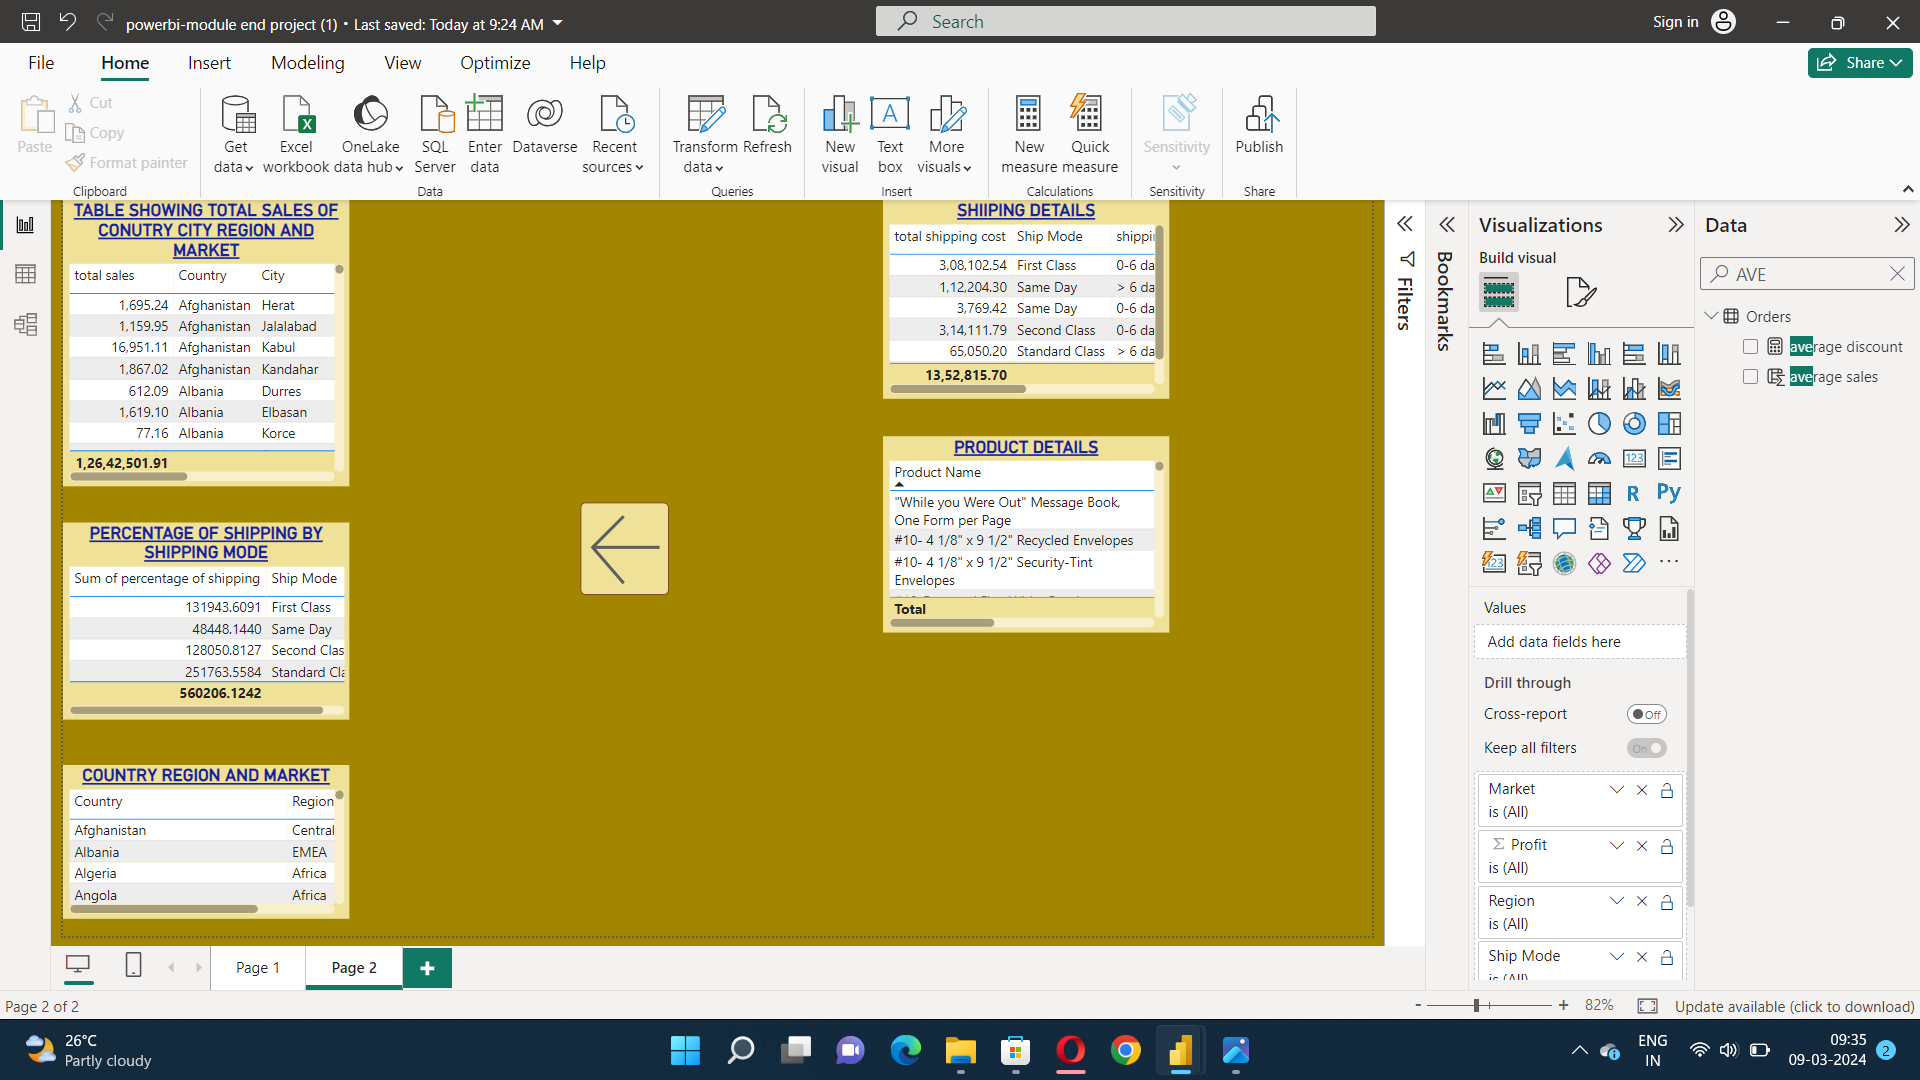 powerbi-module end project (1) • Last saved: Today at 9:24 AM
Search
Sign in
File
Home
Insert
Modeling
View
Optimize
Help
Share
Paste
Cut
Copy
Format painter
Clipboard
Get data
Excel workbook
OneLake data hub
SQL Server
Enter data
Dataverse
Recent sources
Data
Transform data
Refresh
Queries
New visual
Text box
More visuals
Insert
New measure
Quick measure
Calculations
Sensitivity
Sensitivity
Publish
Share
TABLE SHOWING TOTAL SALES OF
CONUTRY CITY REGION AND
MARKET
total sales Country City
1,695.24 Afghanistan Herat
1,159.95 Afghanistan Jalalabad
16,951.11 Afghanistan Kabul
1,867.02 Afghanistan Kandahar
612.09 Albania Durres
1,619.10 Albania Elbasan
77.16 Albania Korce
1,26,42,501.91
PERCENTAGE OF SHIPPING BY
SHIPPING MODE
Sum of percentage of shipping Ship Mode
131943.6091 First Class
48448.1440 Same Day
128050.8127 Second Clas
251763.5584 Standard Cla
560206.1242
COUNTRY REGION AND MARKET
Country Region
Afghanistan Central
Albania EMEA
Algeria Africa
Angola Africa
SHIIPING DETAILS
total shipping cost Ship Mode shippi
3,08,102.54 First Class 0-6 da
1,12,204.30 Same Day > 6 da
3,769.42 Same Day 0-6 da
3,14,111.79 Second Class 0-6 da
65,050.20 Standard Class > 6 da
13,52,815.70
PRODUCT DETAILS
Product Name
"While you Were Out" Message Book,
One Form per Page
#10- 4 1/8" x 9 1/2" Recycled Envelopes
#10- 4 1/8" x 9 1/2" Security-Tint
Envelopes
Total
Filters
Bookmarks
Visualizations
Build visual
123
R
Py
123
Values
Add data fields here
Drill through
Cross-report
Off
Keep all filters
On
Market
is (All)
Σ Profit
is (All)
Region
is (All)
Ship Mode
is (All)
Data
AVE
Orders
average discount
average sales
Page 1
Page 2
+
Page 2 of 2
- + 82%
Update available (click to download)
26°C
Partly cloudy
ENG
IN
09:35
09-03-2024
2